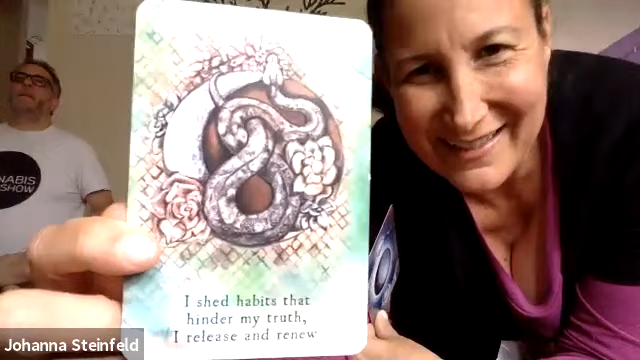 NABIS
SHOW
I shed habits that
hinder my truth,
I release and renew
Johanna Steinfeld